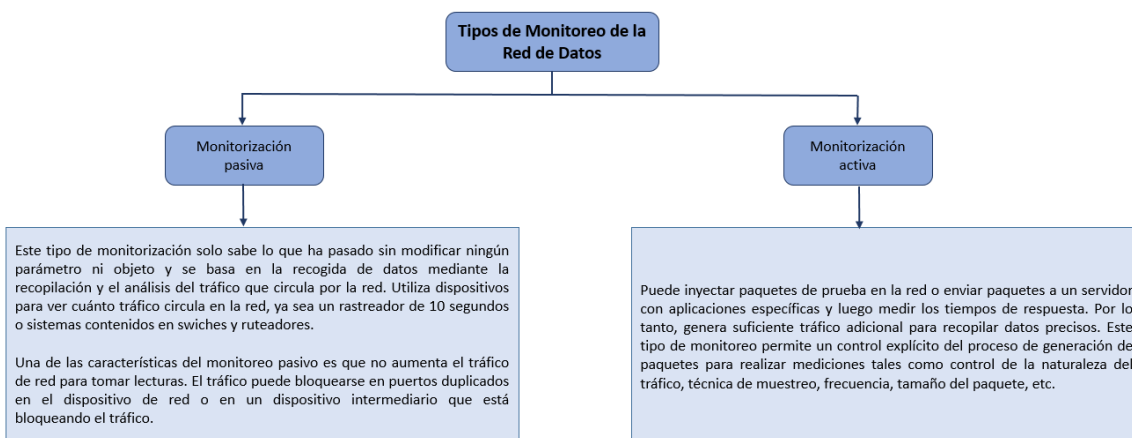 Tipos de Monitoreo de la
Red de Datos
Monitorización
pasiva
Monitorización
activa
Este tipo de monitorización solo sabe lo que ha pasado sin modificar ningún
parámetro ni objeto y se basa en la recogida de datos mediante la
recopilación y el análisis del tráfico que circula por la red. Utiliza dispositivos
para ver cuánto tráfico circula en la red, ya sea un rastreador de 10 segundos
o sistemas contenidos en swiches y ruteadores.
Una de las características del monitoreo pasivo es que no aumenta el tráfico
de red para tomar lecturas. El tráfico puede bloquearse en puertos duplicados
en el dispositivo de red o en un dispositivo intermediario que está
bloqueando el tráfico.
Puede inyectar paquetes de prueba en la red o enviar paquetes a un servidor
con aplicaciones específicas y luego medir los tiempos de respuesta. Por lo
tanto, genera suficiente tráfico adicional para recopilar datos precisos. Este
tipo de monitoreo permite un control explícito del proceso de generación de
paquetes para realizar mediciones tales como control de la naturaleza del
tráfico, técnica de muestreo, frecuencia, tamaño del paquete, etc.